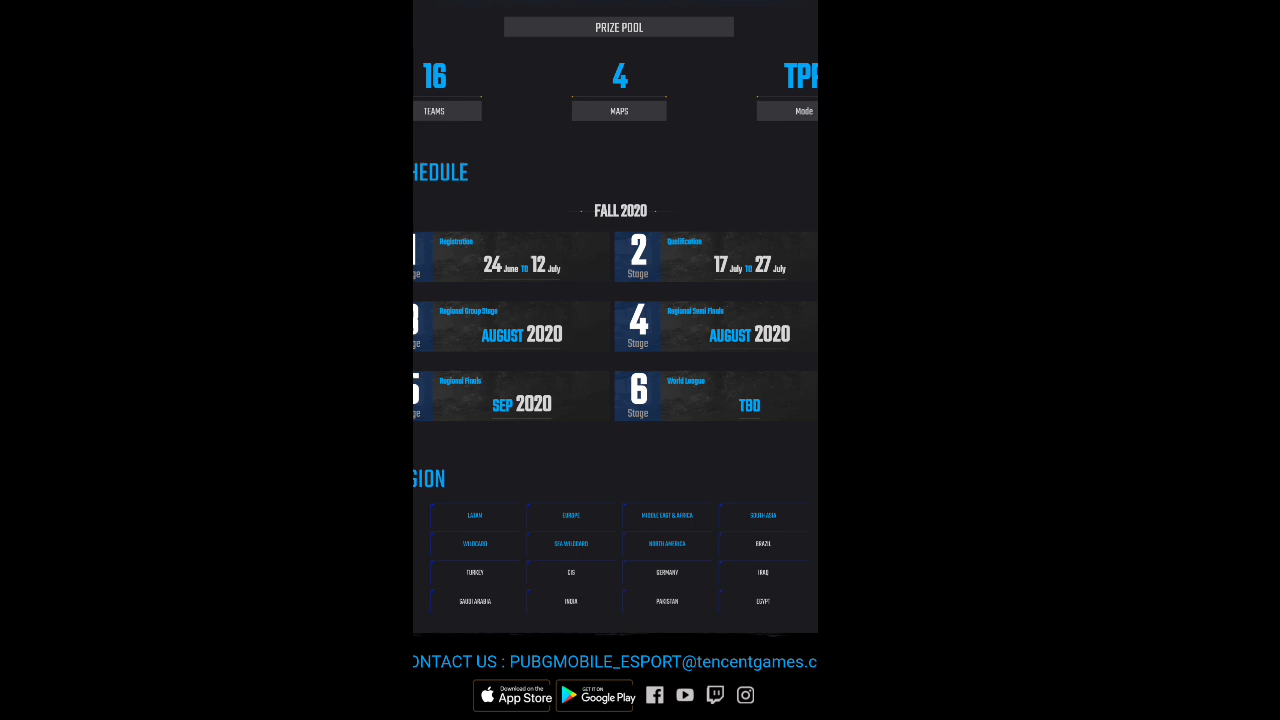 PRIZE POOL
16 4 TPP
TEAMS MAPS Mode
HEDULE
FALL 2020
Registration
24 June TO 12 July
2 Stage
Qualification
17 July TO 27 July
Regional Group Stage
AUGUST 2020
4 Stage
Regional Semi Finals
AUGUST 2020
5
Regional Finals
SEP 2020
6 Stage
World League
TBD
GION
LATAM EUROPE MIDDLE EAST & AFRICA SOUTH ASIA
WILDCARD SEA WILDCARD NORTH AMERICA BRAZIL
TURKEY CIS GERMANY IRAQ
SAUDI ARABIA INDIA PAKISTAN EGYPT
ONTACT US : PUBGMOBILE_ESPORT@tencentgames.c
Download on the App Store
GET IT ON Google Play